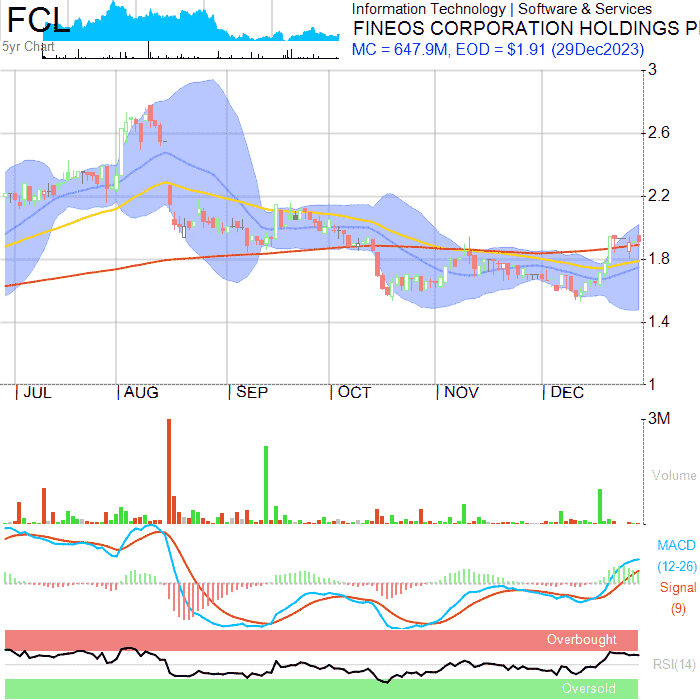 FCL
Information Technology | Software & Services
FINEOS CORPORATION HOLDINGS P
5yr Chart
MC = 647.9M, EOD = $1.91 (29Dec2023)
3
2.6
2.2
1.8
1.4
1
JUL AUG SEP OCT NOV DEC
3M
Volume
MACD
(12-26)
Signal
(9)
Overbought
RSI(14)
Oversold